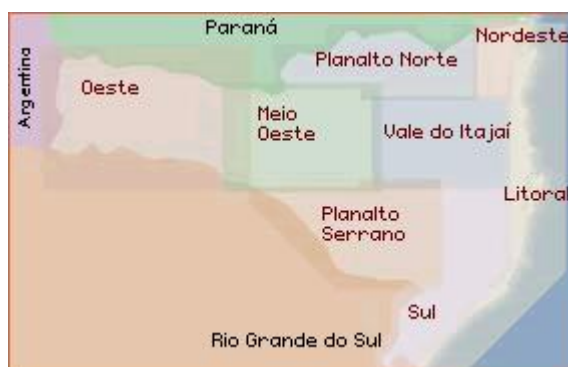 Paraná
Nordeste
Planalto Norte
Argentina
Oeste
Meio
Oeste
Vale do Itajaí
Litoral
Planalto
Serrano
Sul
Rio Grande do Sul